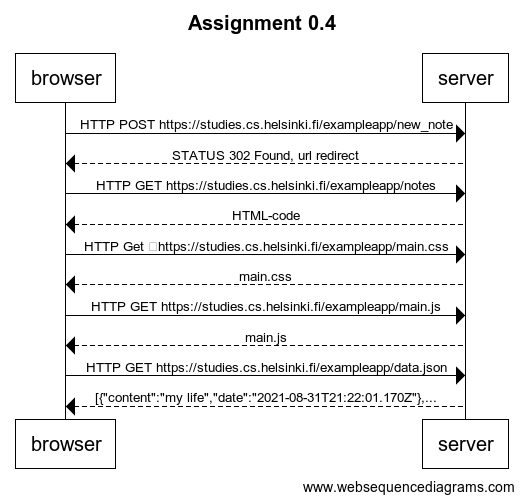 Assignment 0.4
browser server
HTTP POST https://studies.cs.helsinki.fi/exampleapp/new_note
STATUS 302 Found, url redirect
HTTP GET https://studies.cs.helsinki.fi/exampleapp/notes
HTML-code
HTTP Get □https://studies.cs.helsinki.fi/exampleapp/main.css
main.css
HTTP GET https://studies.cs.helsinki.fi/exampleapp/main.js
main.js
HTTP GET https://studies.cs.helsinki.fi/exampleapp/data.json
[{"content":"my life","date":"2021-08-31T21:22:01.170Z"},...
browser server
www.websequencediagrams.com